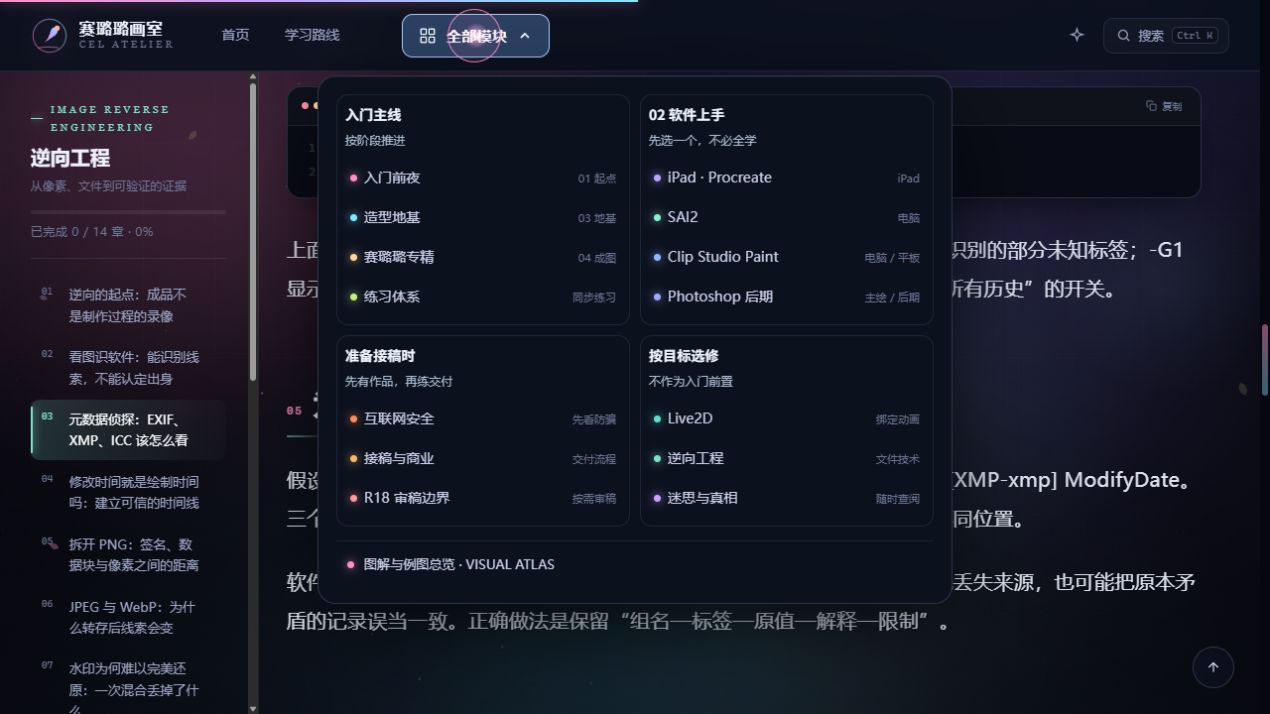 赛璐璐画室
CEL ATELIER
首页
学习路线
全部模块
搜索
Ctrl K
IMAGE REVERSE
ENGINEERING
逆向工程
从像素、文件到可验证的证据
已完成 0 / 14 章 · 0%
01 逆向的起点：成品不
是制作过程的录像
02 看图识软件：能识别线
索，不能认定出身
03 元数据侦探：EXIF、
XMP、ICC 该怎么看
04 修改时间就是绘制时间
吗：建立可信的时间线
05 拆开 PNG：签名、数
据块与像素之间的距离
06 JPEG 与 WebP：为什
么转存后线索会变
07 水印为何难以完美还
原：一次混合丢掉了什
么
入门主线
按阶段推进
入门前夜 01 起点
造型地基 03 地基
赛璐璐专精 04 成图
练习体系 同步练习
02 软件上手
先选一个，不必全学
iPad · Procreate iPad
SAI2 电脑
Clip Studio Paint 电脑 / 平板
Photoshop 后期 主绘 / 后期
准备接稿时
先有作品，再练交付
互联网安全 先看防骗
接稿与商业 交付流程
R18 审稿边界 按需审稿
按目标选修
不作为入门前置
Live2D 绑定动画
逆向工程 文件技术
迷思与真相 随时查阅
图解与例图总览 · VISUAL ATLAS
复制
1
2
上面
识别的部分未知标签；-G1
显示
所有历史”的开关。
05
假设
[XMP-xmp] ModifyDate。
三个
同位置。
软件
丢失来源，也可能把原本矛
盾的记录误当一致。正确做法是保留“组名—标签—原值—解释—限制”。